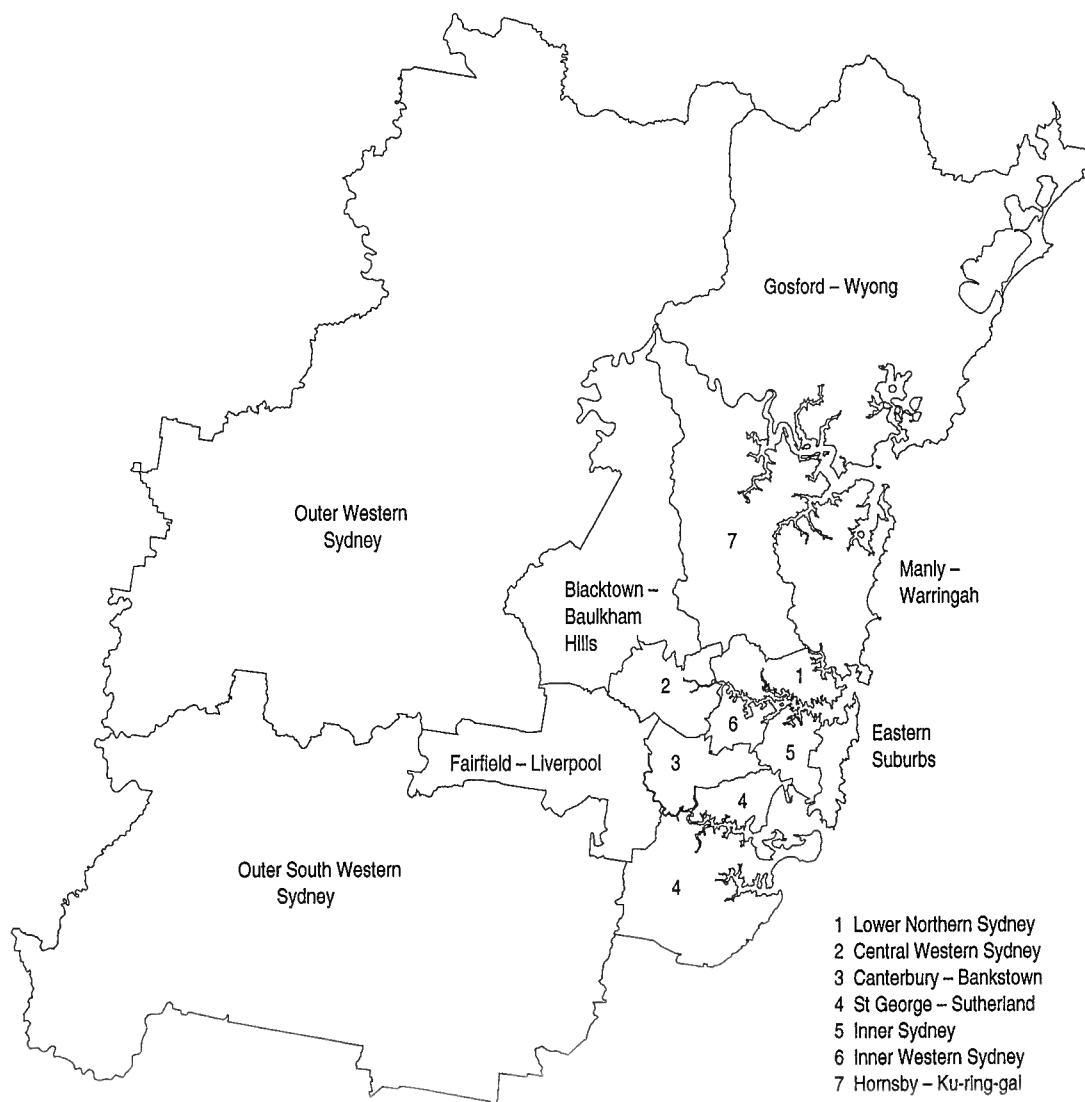 Gosford – Wyong
Outer Western
Sydney
7
Manly –
Warringah
Blacktown –
Baulkham
Hills
1
2
6
Eastern
Suburbs
5
Fairfield – Liverpool
3
4
Outer South Western
Sydney
4
1 Lower Northern Sydney
2 Central Western Sydney
3 Canterbury – Bankstown
4 St George – Sutherland
5 Inner Sydney
6 Inner Western Sydney
7 Hornsby – Ku-ring-gal